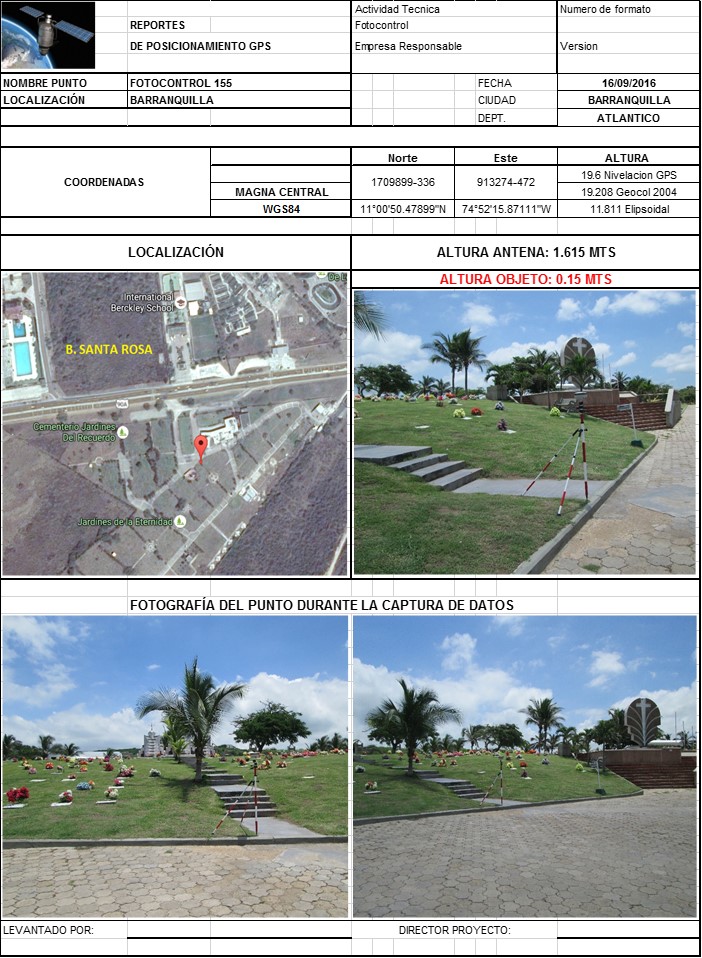 Actividad Tecnica
Numero de formato
REPORTES
Fotocontrol
DE POSICIONAMIENTO GPS
Empresa Responsable
Version
NOMBRE PUNTO
FOTOCONTROL 155
FECHA
16/09/2016
LOCALIZACIÓN
BARRANQUILLA
CIUDAD
BARRANQUILLA
DEPT.
ATLANTICO
COORDENADAS
Norte
Este
ALTURA
1709899-336
913274-472
19.6 Nivelacion GPS
MAGNA CENTRAL
19.208 Geocol 2004
WGS84
11°00'50.47899"N
74°52'15.87111"W
11.811 Elipsoidal
LOCALIZACIÓN
ALTURA ANTENA: 1.615 MTS
ALTURA OBJETO: 0.15 MTS
International
Berckley School
B. SANTA ROSA
90A
Cementerio Jardines
Del Recuerdo
Jardines de la Eternidad
FOTOGRAFÍA DEL PUNTO DURANTE LA CAPTURA DE DATOS
LEVANTADO POR:
DIRECTOR PROYECTO: